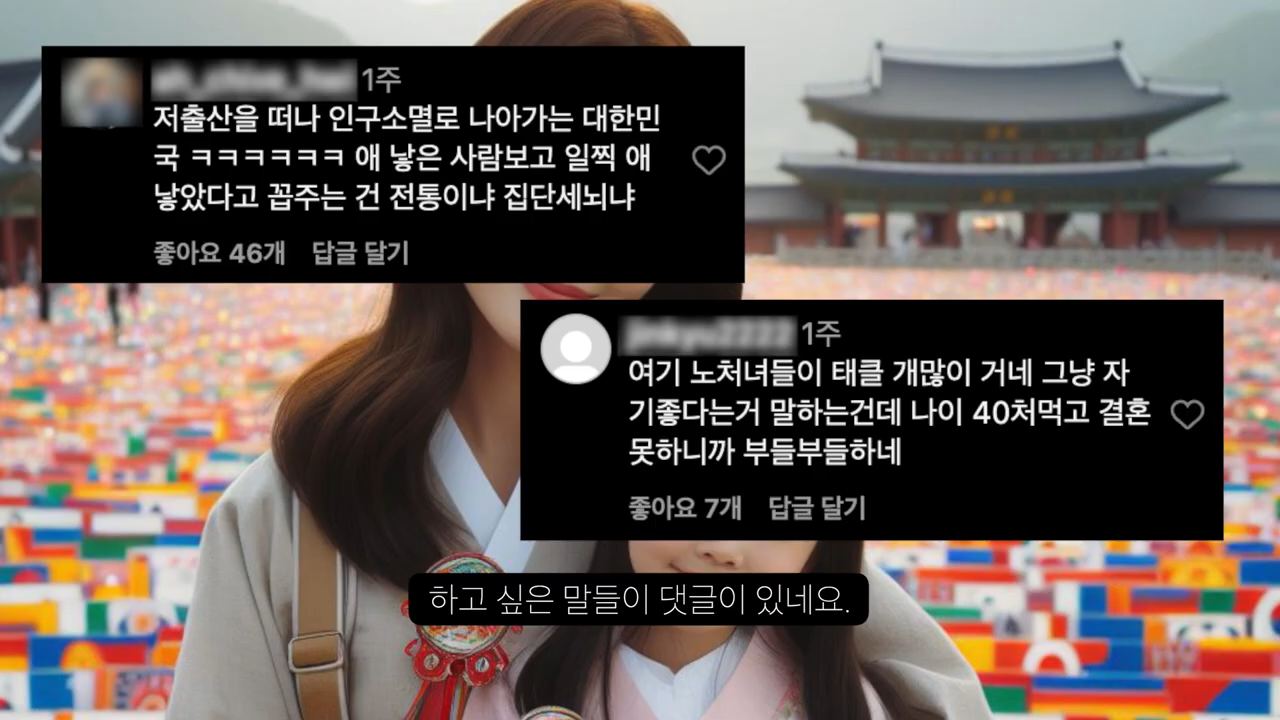 1주
저출산을 떠나 인구소멸로 나아가는 대한민
국 ㅋㅋㅋㅋㅋㅋ 애 낳은 사람보고 일찍 애
낳았다고 꼽주는 건 전통이냐 집단세뇌냐
좋아요 46개 답글 달기
1주
여기 노처녀들이 태클 개많이 거네 그냥 자
기좋다는거 말하는건데 나이 40처먹고 결혼
못하니까 부들부들하네
좋아요 7개 답글 달기
하고 싶은 말들이 댓글이 있네요.